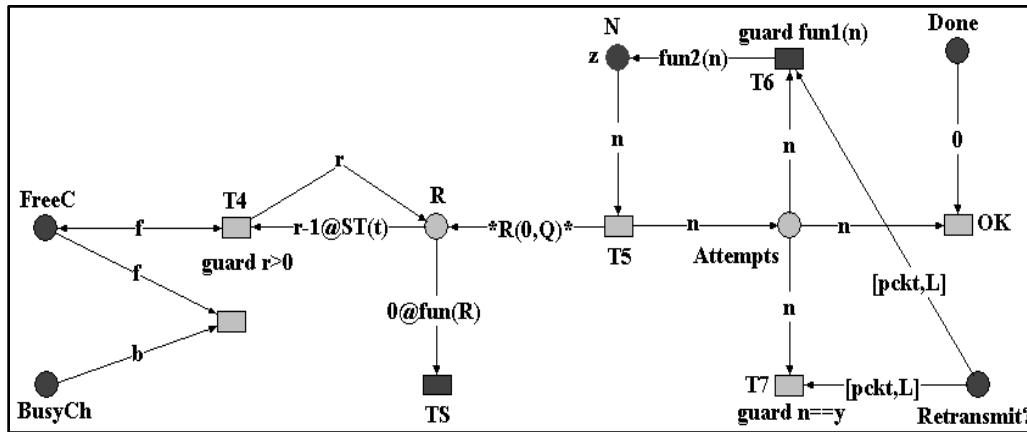 N
guard fun1(n)
Done
z
fun2(n)
T6
n
n
0
FreeC
T4
r
R
f
r-1@ST(t)
*R(0,Q)*
n
n
OK
guard r>0
T5
Attempts
f
[pckt,L]
0@fun(R)
n
b
T7
[pckt,L]
BusyCh
TS
guard n==y
Retransmit?